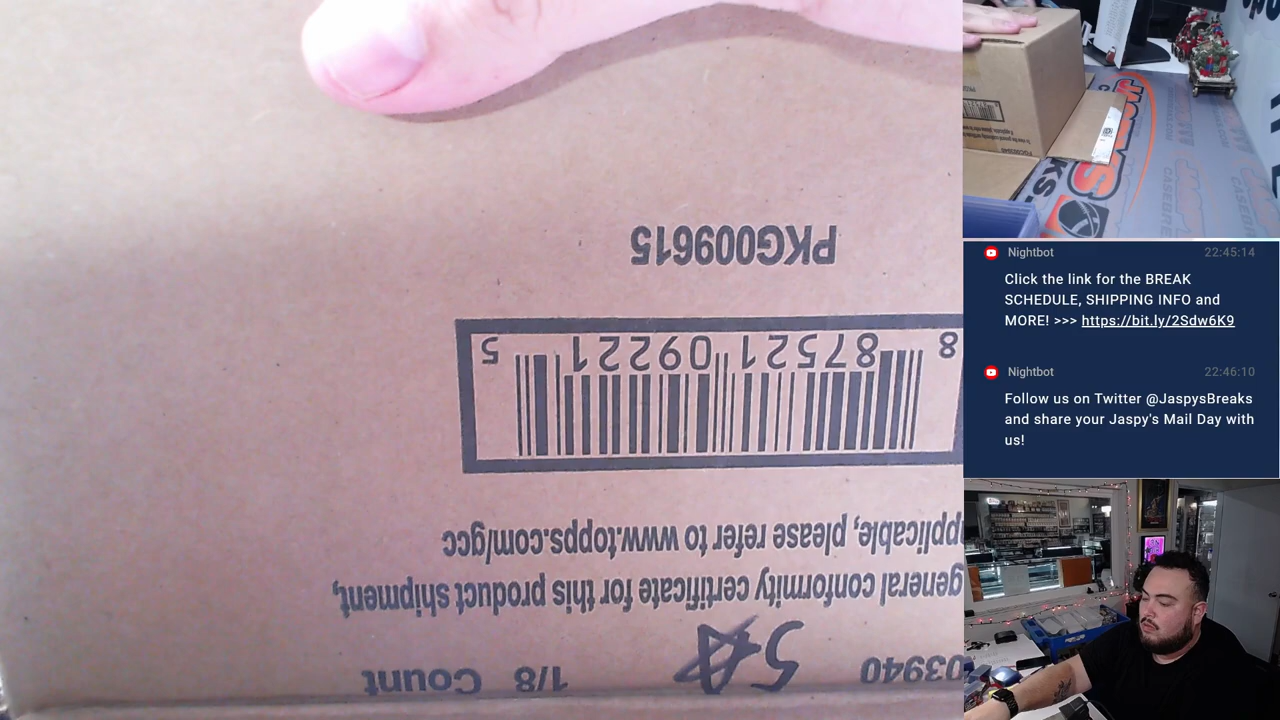 PKG009615
8 87521 09221 5
applicable, please refer to www.topps.com/gcc
general conformity certificate for this product shipment,
03940 1/8 Count
Nightbot 22:45:14
Click the link for the BREAK
SCHEDULE, SHIPPING INFO and
MORE! >>> https://bit.ly/2Sdw6K9
Nightbot 22:46:10
Follow us on Twitter @JaspysBreaks
and share your Jaspy's Mail Day with
us!